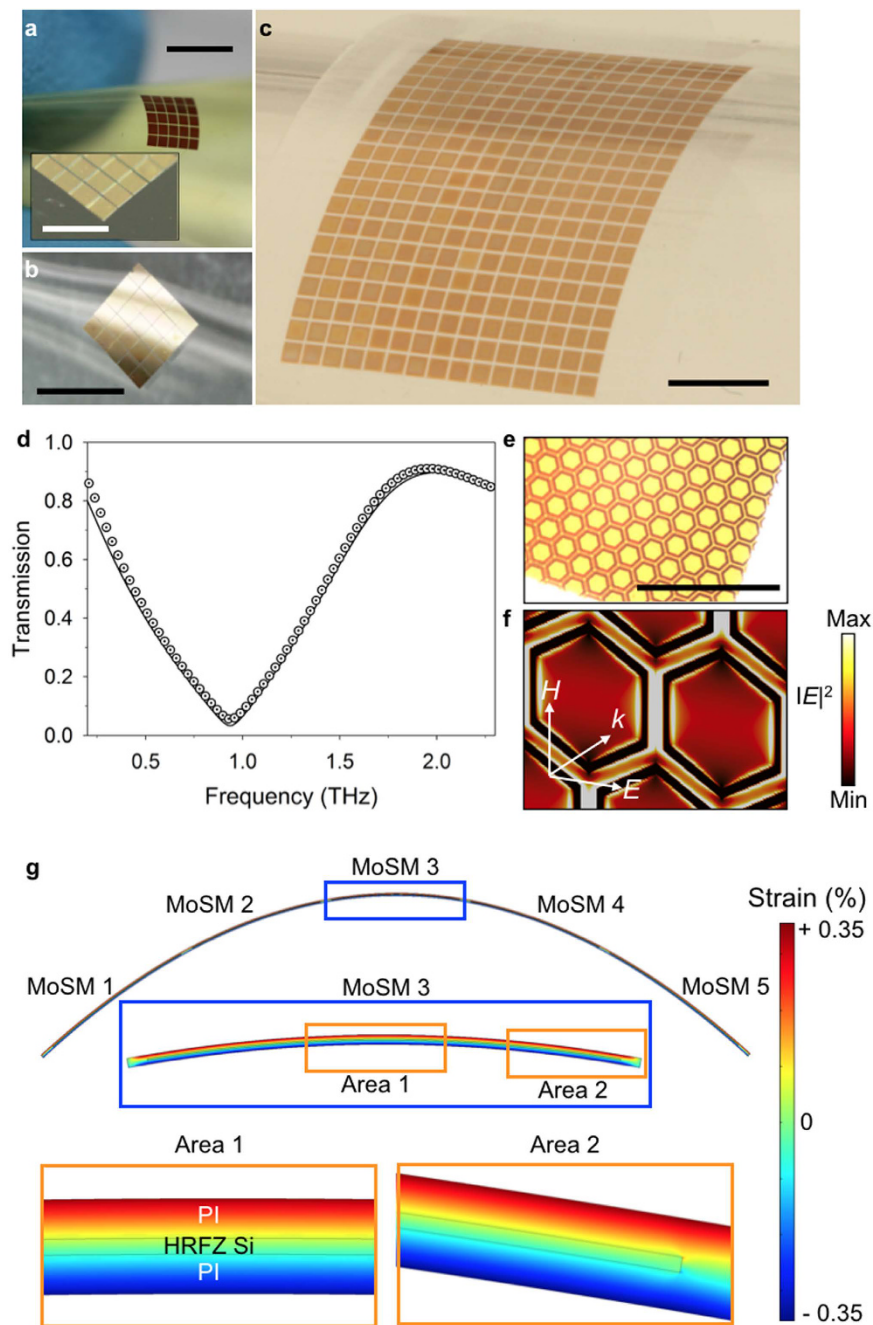 a
c
b
d
1.0
0.8
0.6
0.4
0.2
0.0
0.5
1.0
1.5
2.0
Transmission
Frequency (THz)
e
f
H
k
E
Max
|E|²
Min
g
MoSM 3
MoSM 2
MoSM 4
MoSM 1
MoSM 3
MoSM 5
Area 1
Area 2
Strain (%)
+ 0.35
0
- 0.35
Area 1
Area 2
PI
HRFZ Si
PI